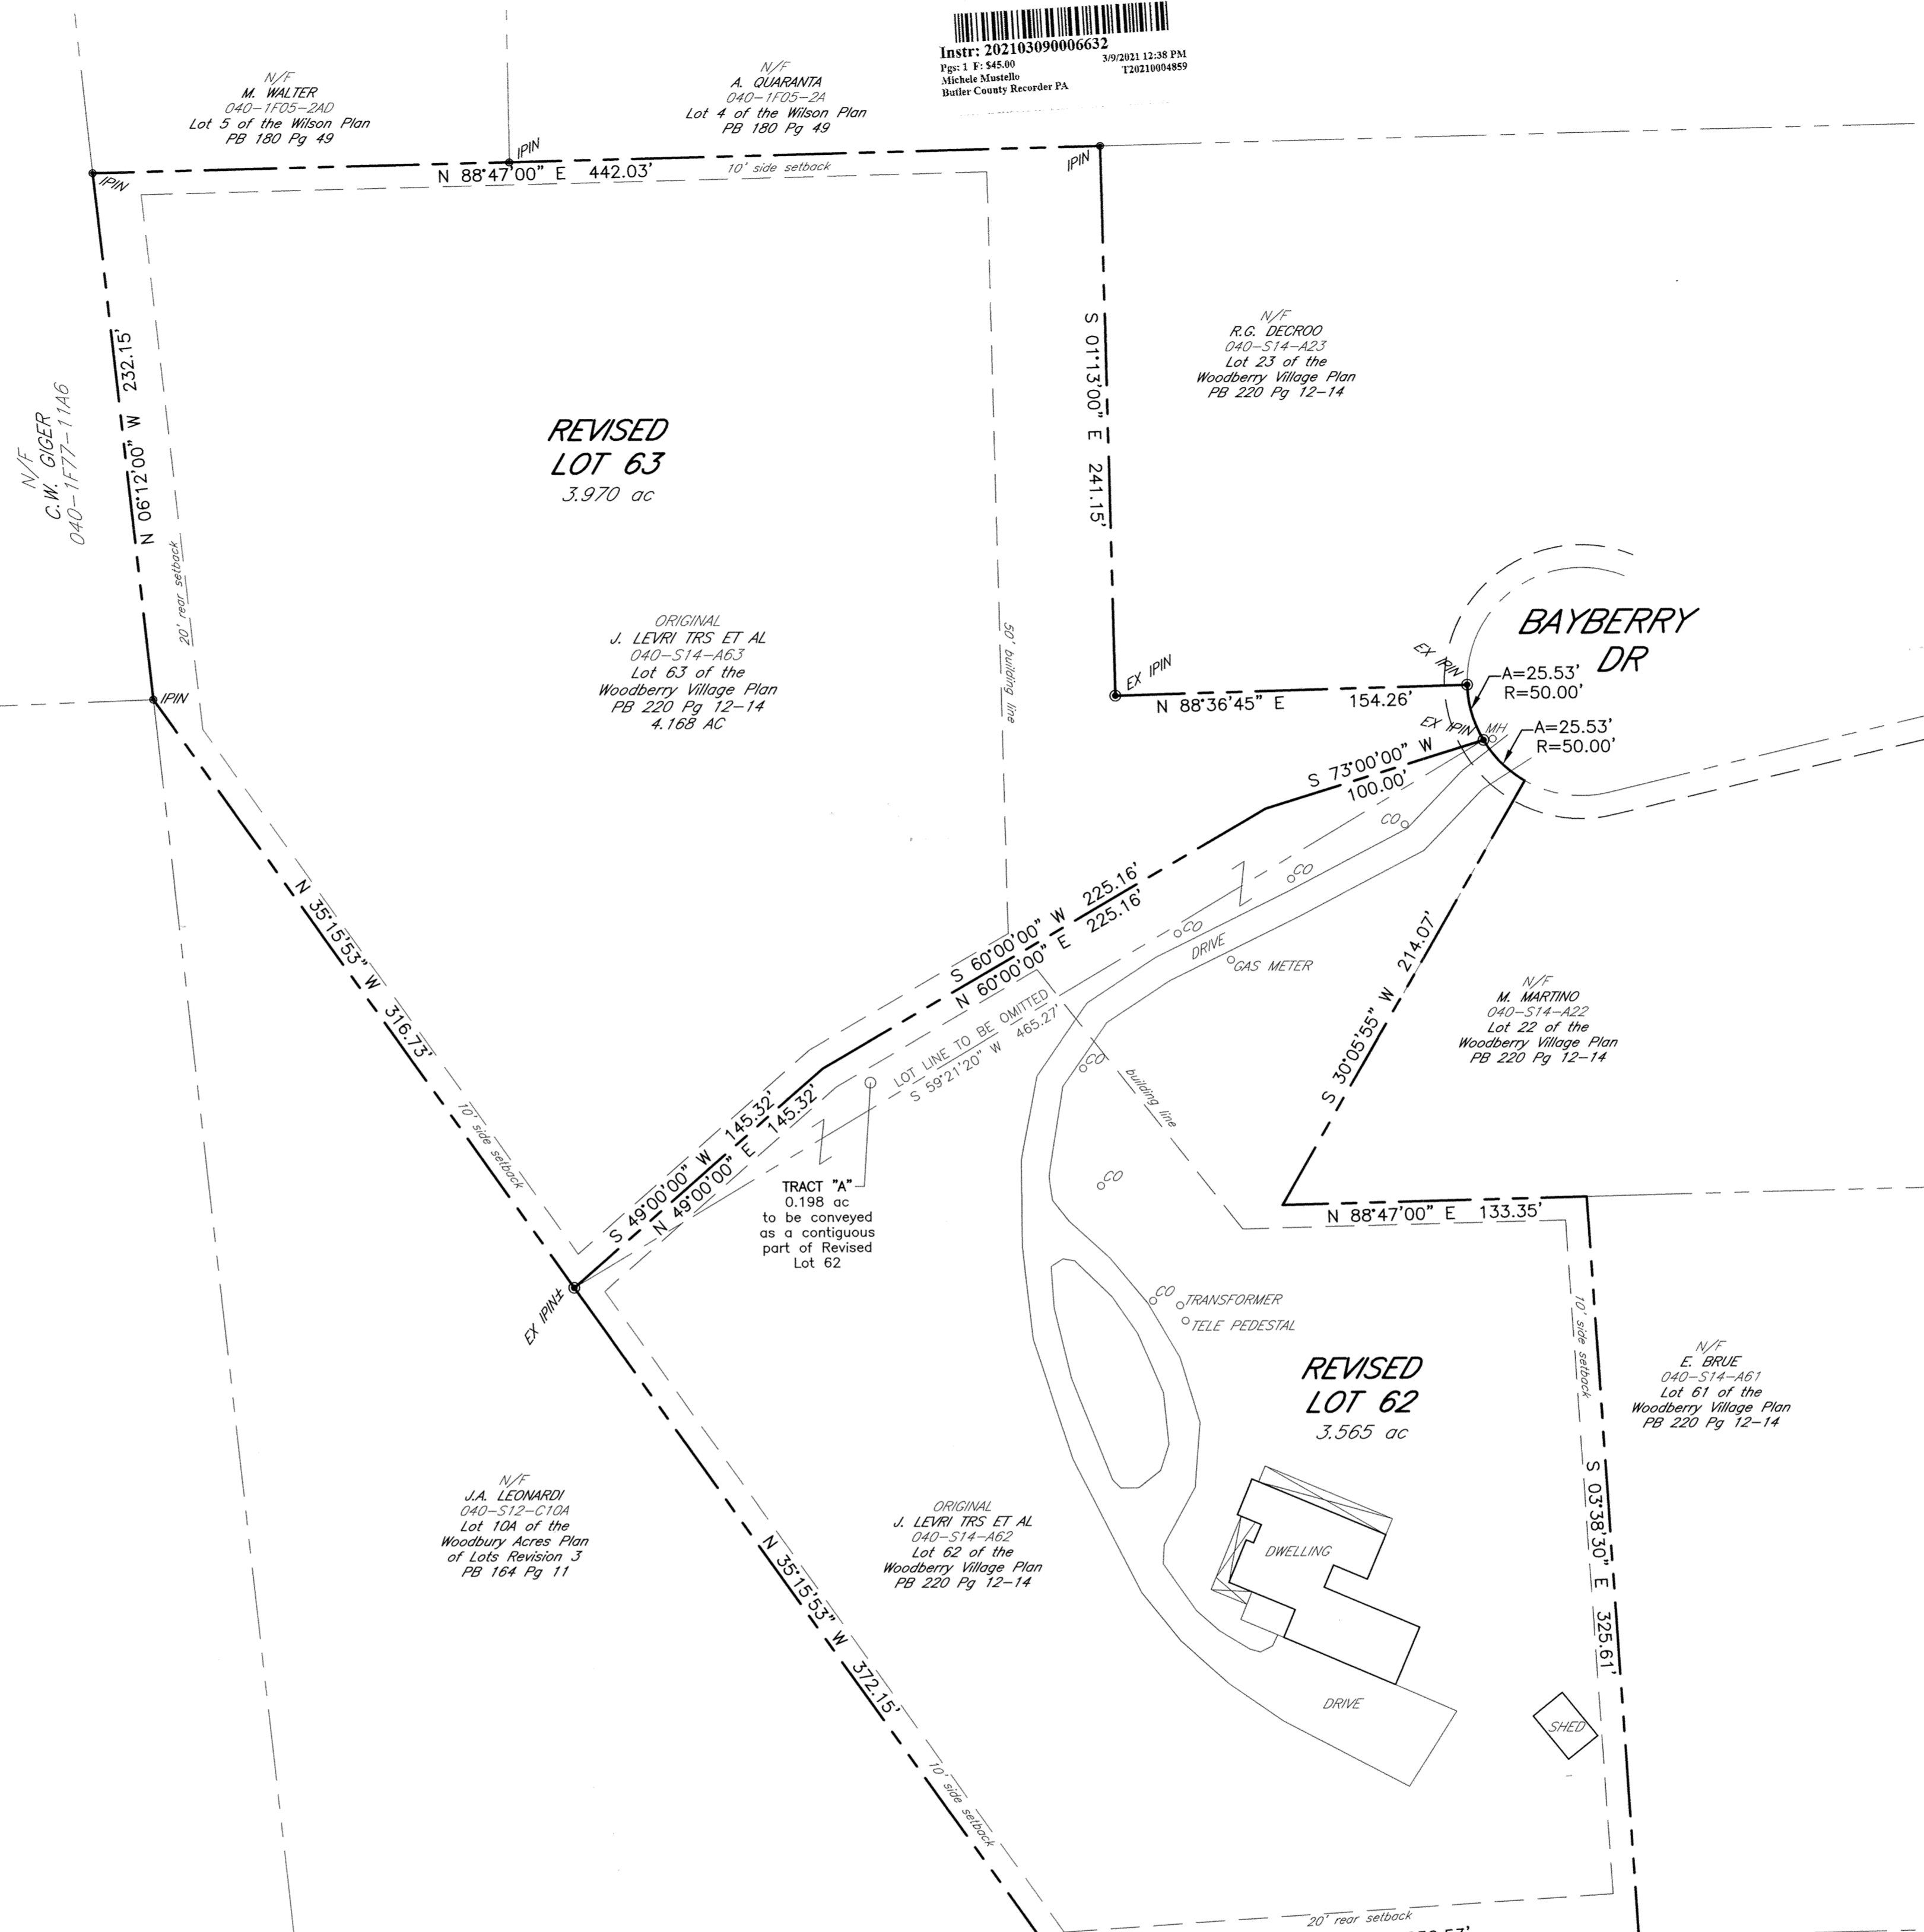 Instr: 202103090006632
Pgs: 1 F: $45.00
3/9/2021 12:38 PM
Michele Mustello
T20210004859
Butler County Recorder PA
N/F
M. WALTER
040-1F05-2AD
Lot 5 of the Wilson Plan
PB 180 Pg 49
N/F
A. QUARANTA
040-1F05-2A
Lot 4 of the Wilson Plan
PB 180 Pg 49
IPIN
IPIN
IPIN
N 88°47'00" E 442.03'
10' side setback
N 06°12'00" W 232.15'
N/F
C.W. GIGER
040-1F77-11A6
20' rear setback
REVISED
LOT 63
3.970 ac
S 01°13'00" E 241.15'
N/F
R.G. DECROO
040-S14-A23
Lot 23 of the
Woodberry Village Plan
PB 220 Pg 12-14
ORIGINAL
J. LEVRI TRS ET AL
040-S14-A63
Lot 63 of the
Woodberry Village Plan
PB 220 Pg 12-14
4.168 AC
50' building line
BAYBERRY
DR
EX IPIN
EX IPIN
A=25.53'
R=50.00'
N 88°36'45" E 154.26'
IPIN
EX IPIN
MH
A=25.53'
R=50.00'
S 73°00'00" W
100.00'
CO
CO
CO
DRIVE
GAS METER
S 60°00'00" W 225.16'
N 60°00'00" E 225.16'
LOT LINE TO BE OMITTED
S 59°21'20" W 465.27'
N 35°15'53" W 316.73'
10' side setback
S 30°05'55" W 214.07'
N/F
M. MARTINO
040-S14-A22
Lot 22 of the
Woodberry Village Plan
PB 220 Pg 12-14
CO
building line
S 49°00'00" W 145.32'
N 49°00'00" E 145.32'
TRACT "A"
0.198 ac
to be conveyed
as a contiguous
part of Revised
Lot 62
CO
N 88°47'00" E 133.35'
EX IPIN±
CO
TRANSFORMER
TELE PEDESTAL
10' side setback
REVISED
LOT 62
3.565 ac
N/F
E. BRUE
040-S14-A61
Lot 61 of the
Woodberry Village Plan
PB 220 Pg 12-14
S 03°38'30" E 325.61'
N/F
J.A. LEONARDI
040-S12-C10A
Lot 10A of the
Woodbury Acres Plan
of Lots Revision 3
PB 164 Pg 11
ORIGINAL
J. LEVRI TRS ET AL
040-S14-A62
Lot 62 of the
Woodberry Village Plan
PB 220 Pg 12-14
N 35°15'53" W 372.15'
DWELLING
DRIVE
SHED
10' side setback
20' rear setback